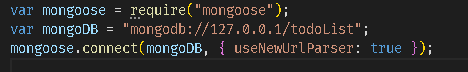 var mongoose = require("mongoose");
var mongoDB = "mongodb://127.0.0.1/todoList";
mongoose.connect(mongoDB, { useNewUrlParser: true });